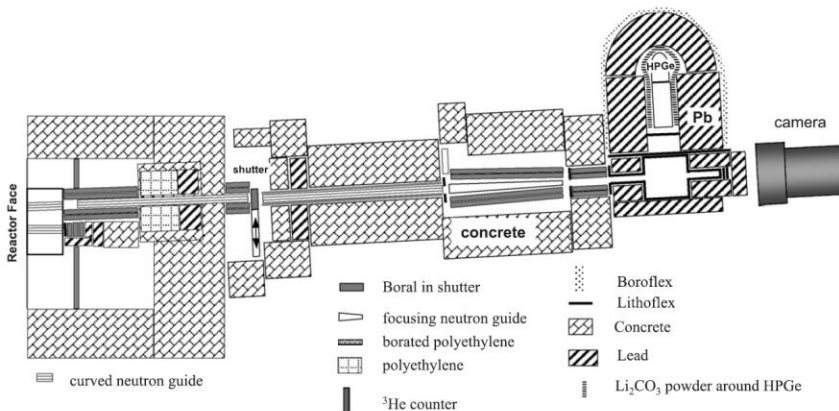 HPGe
Pb
camera
shutter
Reactor Face
concrete
Boral in shutter
focusing neutron guide
borated polyethylene
polyethylene
curved neutron guide
³He counter
Boroflex
Lithoflex
Concrete
Lead
Li₂CO₃ powder around HPGe